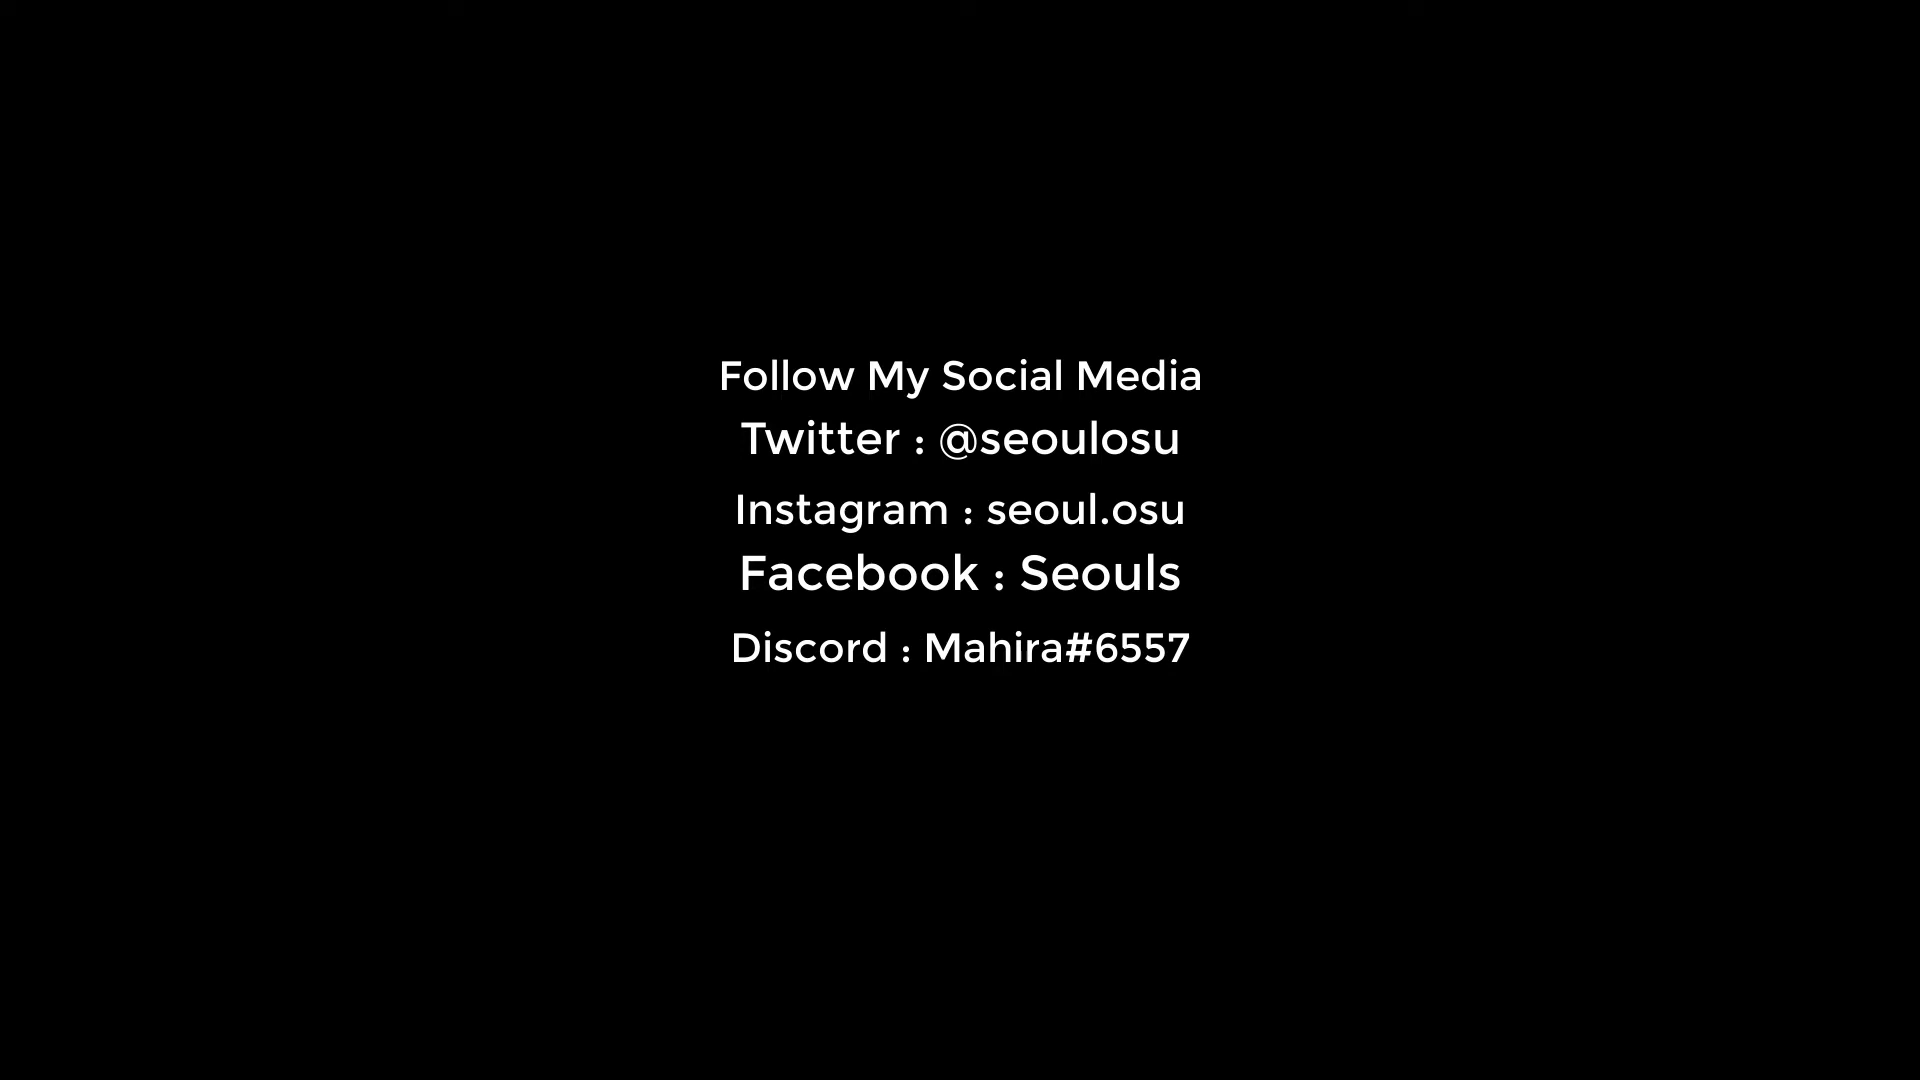 Follow My Social Media
Twitter : @seoulosu
Instagram : seoul.osu
Facebook : Seouls
Discord : Mahira#6557